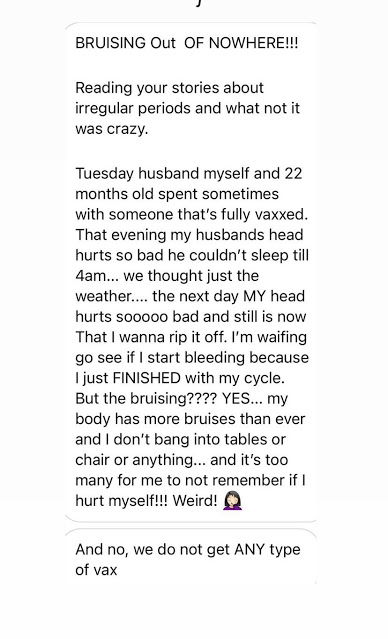 BRUISING Out OF NOWHERE!!!
Reading your stories about
irregular periods and what not it
was crazy.
Tuesday husband myself and 22
months old spent sometimes
with someone that's fully vaxxed.
That evening my husbands head
hurts so bad he couldn't sleep till
4am... we thought just the
weather.... the next day MY head
hurts sooooo bad and still is now
That I wanna rip it off. I'm waifing
go see if I start bleeding because
I just FINISHED with my cycle.
But the bruising???? YES... my
body has more bruises than ever
and I don't bang into tables or
chair or anything... and it's too
many for me to not remember if I
hurt myself!!! Weird! 🤦🏻‍♀️
And no, we do not get ANY type
of vax